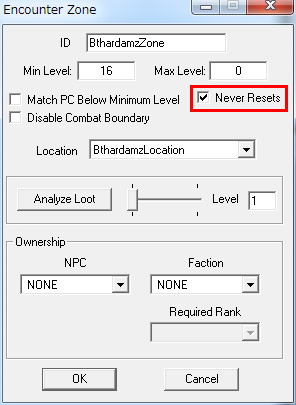 Encounter Zone
ID BthardamzZone
Min Level: 16 Max Level: 0
Match PC Below Minimum Level Never Resets
Disable Combat Boundary
Location BthardamzLocation
Analyze Loot Level 1
Ownership
NPC Faction
NONE NONE
Required Rank
OK Cancel